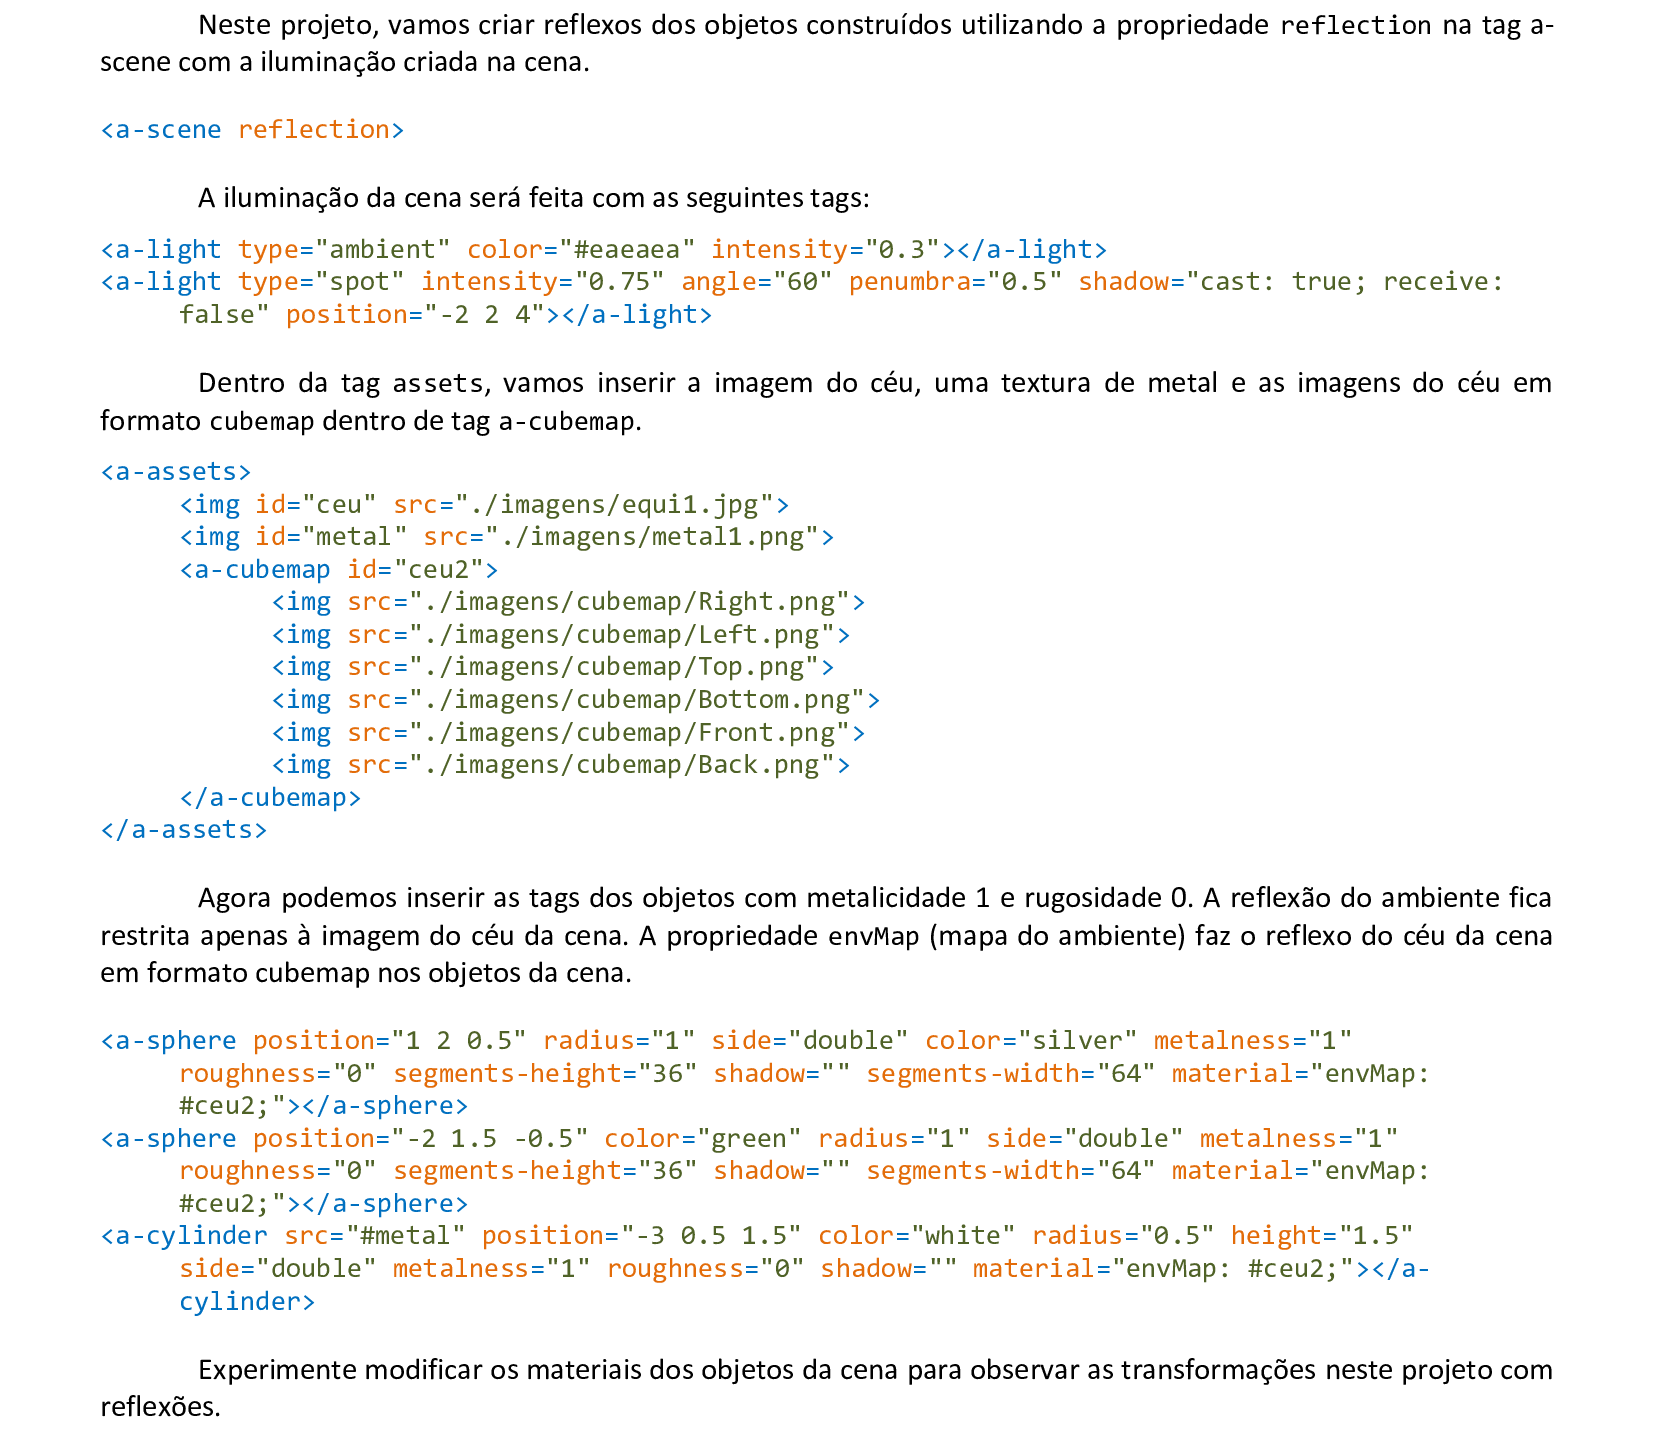 Neste projeto, vamos criar reflexos dos objetos construídos utilizando a propriedade reflection na tag a-
scene com a iluminação criada na cena.
<a-scene reflection>
A iluminação da cena será feita com as seguintes tags:
<a-light type="ambient" color="#eaeaea" intensity="0.3"></a-light>
<a-light type="spot" intensity="0.75" angle="60" penumbra="0.5" shadow="cast: true; receive:
false" position="-2 2 4"></a-light>
Dentro da tag assets, vamos inserir a imagem do céu, uma textura de metal e as imagens do céu em
formato cubemap dentro de tag a-cubemap.
<a-assets>
<img id="ceu" src="./imagens/equi1.jpg">
<img id="metal" src="./imagens/metal1.png">
<a-cubemap id="ceu2">
<img src="./imagens/cubemap/Right.png">
<img src="./imagens/cubemap/Left.png">
<img src="./imagens/cubemap/Top.png">
<img src="./imagens/cubemap/Bottom.png">
<img src="./imagens/cubemap/Front.png">
<img src="./imagens/cubemap/Back.png">
</a-cubemap>
</a-assets>
Agora podemos inserir as tags dos objetos com metalicidade 1 e rugosidade 0. A reflexão do ambiente fica
restrita apenas à imagem do céu da cena. A propriedade envMap (mapa do ambiente) faz o reflexo do céu da cena
em formato cubemap nos objetos da cena.
<a-sphere position="1 2 0.5" radius="1" side="double" color="silver" metalness="1"
roughness="0" segments-height="36" shadow="" segments-width="64" material="envMap:
#ceu2;"></a-sphere>
<a-sphere position="-2 1.5 -0.5" color="green" radius="1" side="double" metalness="1"
roughness="0" segments-height="36" shadow="" segments-width="64" material="envMap:
#ceu2;"></a-sphere>
<a-cylinder src="#metal" position="-3 0.5 1.5" color="white" radius="0.5" height="1.5"
side="double" metalness="1" roughness="0" shadow="" material="envMap: #ceu2;"></a-
cylinder>
Experimente modificar os materiais dos objetos da cena para observar as transformações neste projeto com
reflexões.